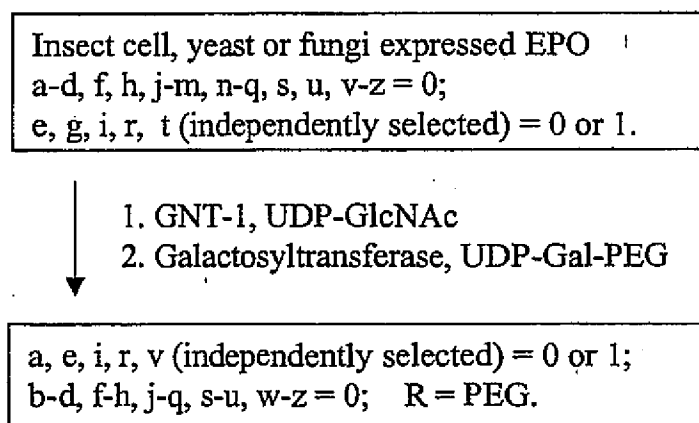 Insect cell, yeast or fungi expressed EPO
a-d, f, h, j-m, n-q, s, u, v-z = 0;
e, g, i, r, t (independently selected) = 0 or 1.
1. GNT-1, UDP-GlcNAc
2. Galactosyltransferase, UDP-Gal-PEG
a, e, i, r, v (independently selected) = 0 or 1;
b-d, f-h, j-q, s-u, w-z = 0; R = PEG.